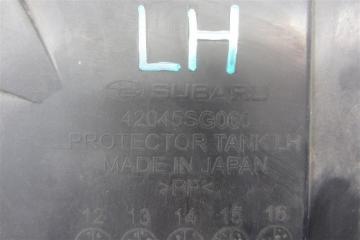 LH
SUBARU
42045SG060
PROTECTOR TANK LH
MADE IN JAPAN
>PP<
12 13 14 15 16